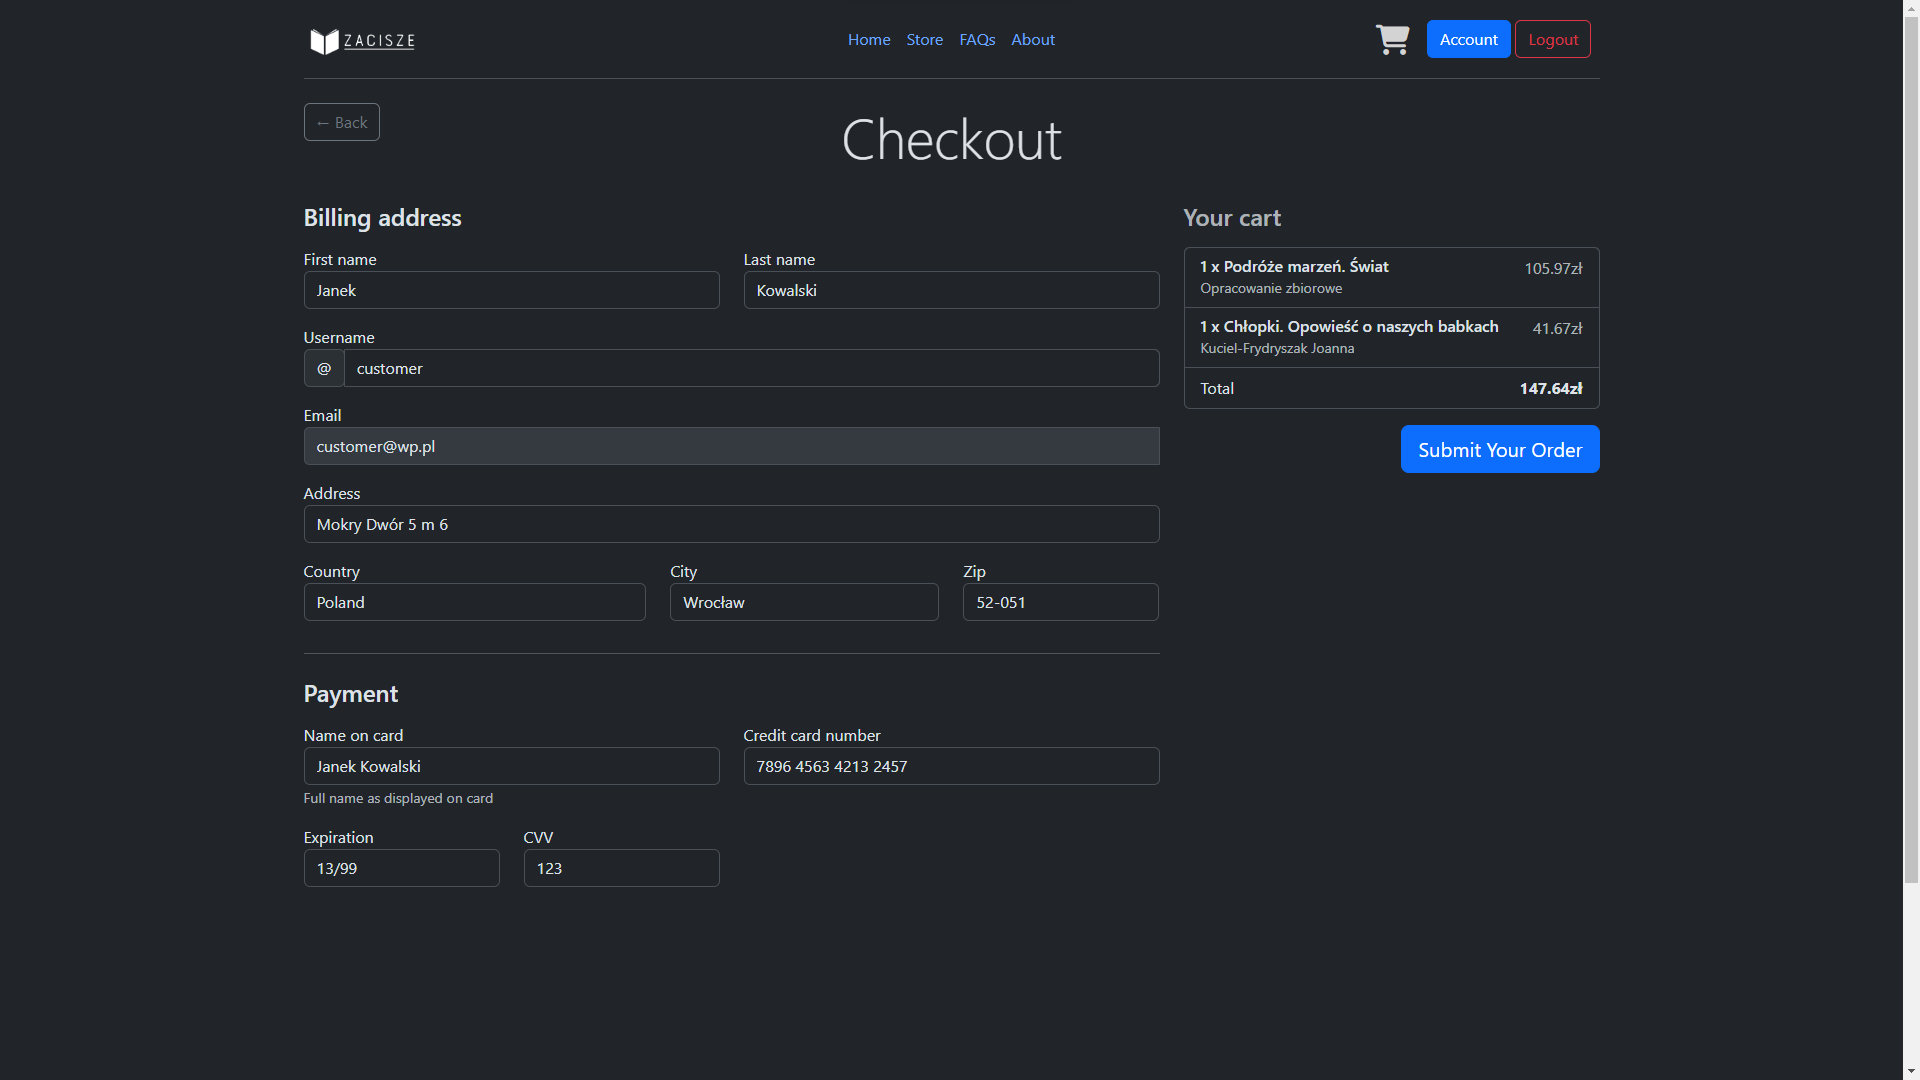 ZACISZE
Home Store FAQs About
Account Logout
← Back
Checkout
Billing address
First name
Janek
Last name
Kowalski
Username
@ customer
Email
customer@wp.pl
Address
Mokry Dwór 5 m 6
Country
Poland
City
Wrocław
Zip
52-051
Payment
Name on card
Janek Kowalski
Full name as displayed on card
Credit card number
7896 4563 4213 2457
Expiration
13/99
CVV
123
Your cart
1 x Podróże marzeń. Świat 105.97zł
Opracowanie zbiorowe
1 x Chłopki. Opowieść o naszych babkach 41.67zł
Kuciel-Frydryszak Joanna
Total 147.64zł
Submit Your Order